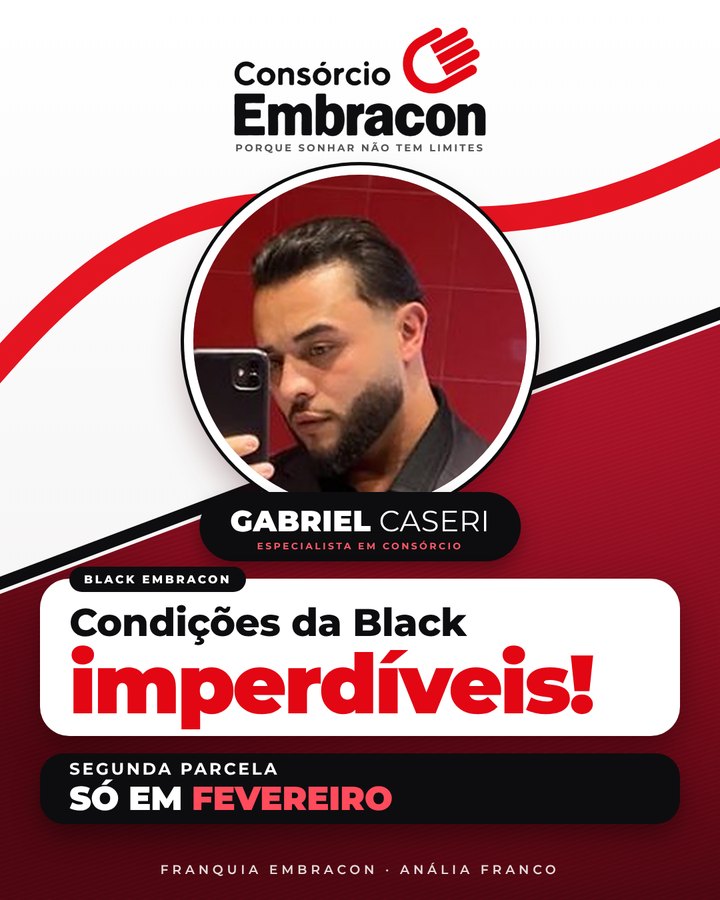 Consórcio
Embracon
PORQUE SONHAR NÃO TEM LIMITES
GABRIEL CASERI
ESPECIALISTA EM CONSÓRCIO
BLACK EMBRACON
Condições da Black
imperdíveis!
SEGUNDA PARCELA
SÓ EM FEVEREIRO
FRANQUIA EMBRACON · ANÁLIA FRANCO